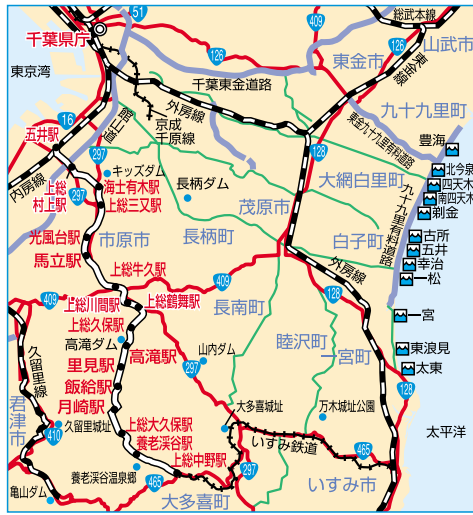 51
409
総武本線
山武市
千葉県庁
126
126
東金市
東金線
東京湾
千葉東金道路
九十九里町
16
館山道
外房線
京成
千原線
東金九十九里有料道路
豊海
五井駅
297
128
内房線
キッズダム
海士有木駅
長柄ダム
大網白里町
北今泉
四天木
南四天木
剃金
上総
村上駅
297
上総三又駅
茂原市
九十九里有料道路
光風台駅
市原市
長柄町
白子町
古所
五井
馬立駅
幸治
上総牛久駅
409
外房線
一松
409
上総川間駅
上総鶴舞駅
長南町
128
上総久保駅
一宮
高滝ダム
久留里線
里見駅
高滝駅
山内ダム
睦沢町
一宮町
東浪見
飯給駅
297
太東
月崎駅
128
君津市
久留里城址
410
上総大久保駅
大多喜城址
万木城址公園
太平洋
養老渓谷駅
いすみ鉄道
465
上総中野駅
養老渓谷温泉郷
297
亀山ダム
465
大多喜町
いすみ市